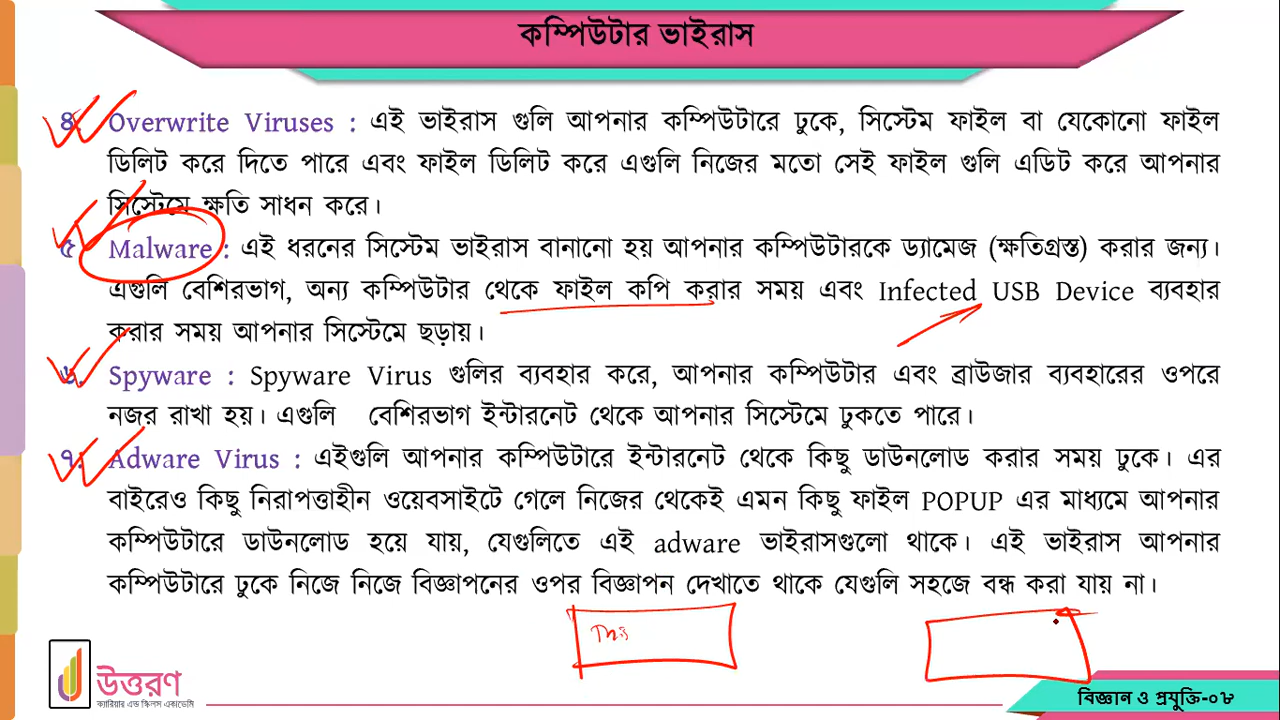 কম্পিউটার ভাইরাস
৪. Overwrite Viruses : এই ভাইরাস গুলি আপনার কম্পিউটারে ঢুকে, সিস্টেম ফাইল বা যেকোনো ফাইল
ডিলিট করে দিতে পারে এবং ফাইল ডিলিট করে এগুলি নিজের মতো সেই ফাইল গুলি এডিট করে আপনার
সিস্টেমে ক্ষতি সাধন করে।
৫. Malware : এই ধরনের সিস্টেম ভাইরাস বানানো হয় আপনার কম্পিউটারকে ড্যামেজ (ক্ষতিগ্রস্ত) করার জন্য।
এগুলি বেশিরভাগ, অন্য কম্পিউটার থেকে ফাইল কপি করার সময় এবং Infected USB Device ব্যবহার
করার সময় আপনার সিস্টেমে ছড়ায়।
৬. Spyware : Spyware Virus গুলির ব্যবহার করে, আপনার কম্পিউটার এবং ব্রাউজার ব্যবহারের ওপরে
নজর রাখা হয়। এগুলি বেশিরভাগ ইন্টারনেট থেকে আপনার সিস্টেমে ঢুকতে পারে।
৭. Adware Virus : এইগুলি আপনার কম্পিউটারে ইন্টারনেট থেকে কিছু ডাউনলোড করার সময় ঢুকে। এর
বাইরেও কিছু নিরাপত্তাহীন ওয়েবসাইটে গেলে নিজের থেকেই এমন কিছু ফাইল POPUP এর মাধ্যমে আপনার
কম্পিউটারে ডাউনলোড হয়ে যায়, যেগুলিতে এই adware ভাইরাসগুলো থাকে। এই ভাইরাস আপনার
কম্পিউটারে ঢুকে নিজে নিজে বিজ্ঞাপনের ওপর বিজ্ঞাপন দেখাতে থাকে যেগুলি সহজে বন্ধ করা যায় না।
This
উত্তরণ
ক্যারিয়ার এন্ড স্কিলস একাডেমি
বিজ্ঞান ও প্রযুক্তি-০৮